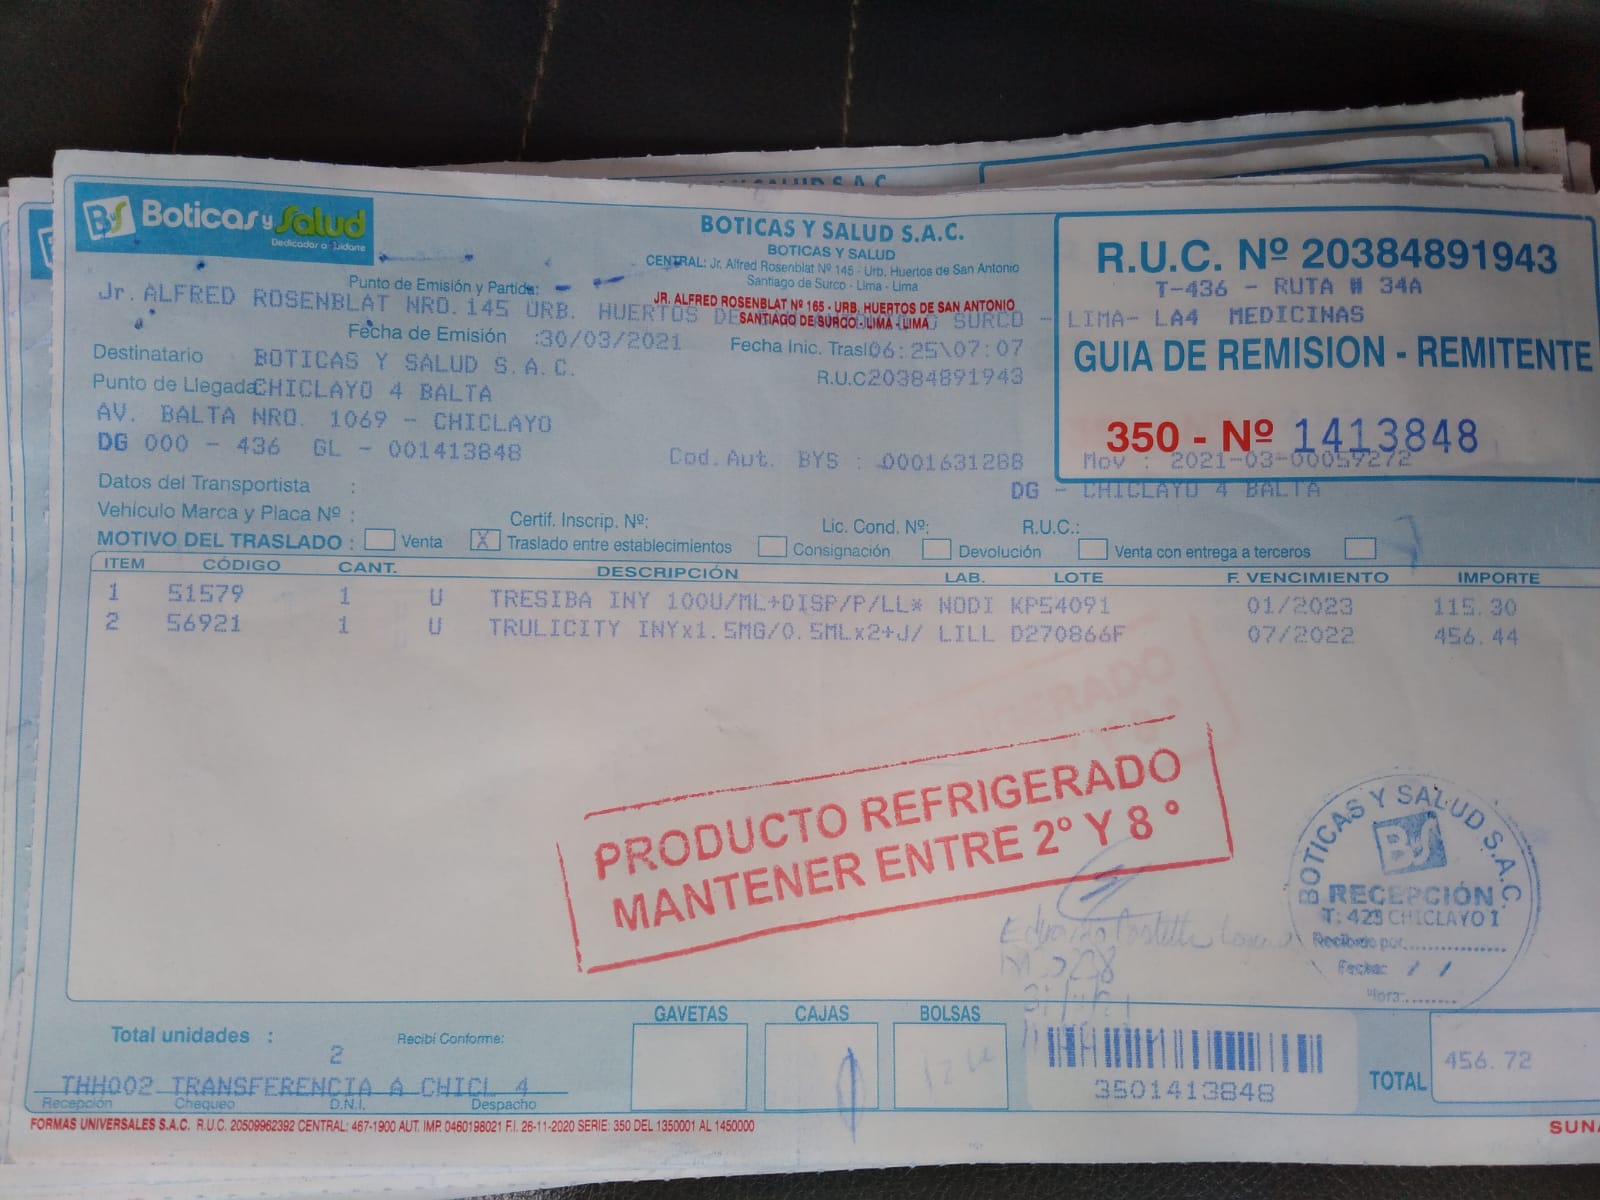 BS Boticas y Salud
Dedicados a cuidarte
BOTICAS Y SALUD S.A.C.
BOTICAS Y SALUD
CENTRAL: Jr. Alfred Rosenblat Nº 145 - Urb. Huertos de San Antonio
Santiago de Surco - Lima - Lima
JR. ALFRED ROSENBLAT Nº 165 - URB. HUERTOS DE SAN ANTONIO
SANTIAGO DE SURCO - LIMA - LIMA
R.U.C. Nº 20384891943
T-436 - RUTA # 34A
Punto de Emisión y Partida:
Jr. ALFRED ROSENBLAT NRO.145 URB. HUERTOS DE SURCO - LIMA- LA4 MEDICINAS
GUIA DE REMISION - REMITENTE
350 - Nº 1413848
Mov : 2021-03-00059272
Fecha de Emisión :30/03/2021
Fecha Inic. Trasl06:25\07:07
Destinatario BOTICAS Y SALUD S.A.C.
R.U.C20384891943
Punto de LlegadaCHICLAYO 4 BALTA
AV. BALTA NRO. 1069 - CHICLAYO
DG 000 - 436 GL - 001413848
Cod.Aut. BYS : 0001631288
DG - CHICLAYO 4 BALTA
Datos del Transportista :
Vehículo Marca y Placa Nº :
Certif. Inscrip. Nº:
Lic. Cond. Nº:
R.U.C.:
MOTIVO DEL TRASLADO : Venta X Traslado entre establecimientos Consignación Devolución Venta con entrega a terceros
ITEM CÓDIGO CANT. DESCRIPCIÓN LAB. LOTE F. VENCIMIENTO IMPORTE
1 51579 1 U TRESIBA INY 100U/ML+DISP/P/LL* NODI KP54091 01/2023 115.30
2 56921 1 U TRULICITY INYx1.5MG/0.5MLx2+J/ LILL D270866F 07/2022 456.44
PRODUCTO REFRIGERADO
MANTENER ENTRE 2º Y 8 º
BOTICAS Y SALUD S.A.C.
BS
RECEPCIÓN
T: 423 CHICLAYO I
Recibido por
Fecha: / /
Hora:
Total unidades :
2
Recibí Conforme:
GAVETAS
CAJAS
BOLSAS
THH002 TRANSFERENCIA A CHICL 4
Recepción Chequeo D.N.I. Despacho
3501413848
TOTAL 456.72
FORMAS UNIVERSALES S.A.C. R.U.C. 20509962392 CENTRAL: 467-1900 AUT. IMP. 0460198021 F.I. 26-11-2020 SERIE: 350 DEL 1350001 AL 1450000